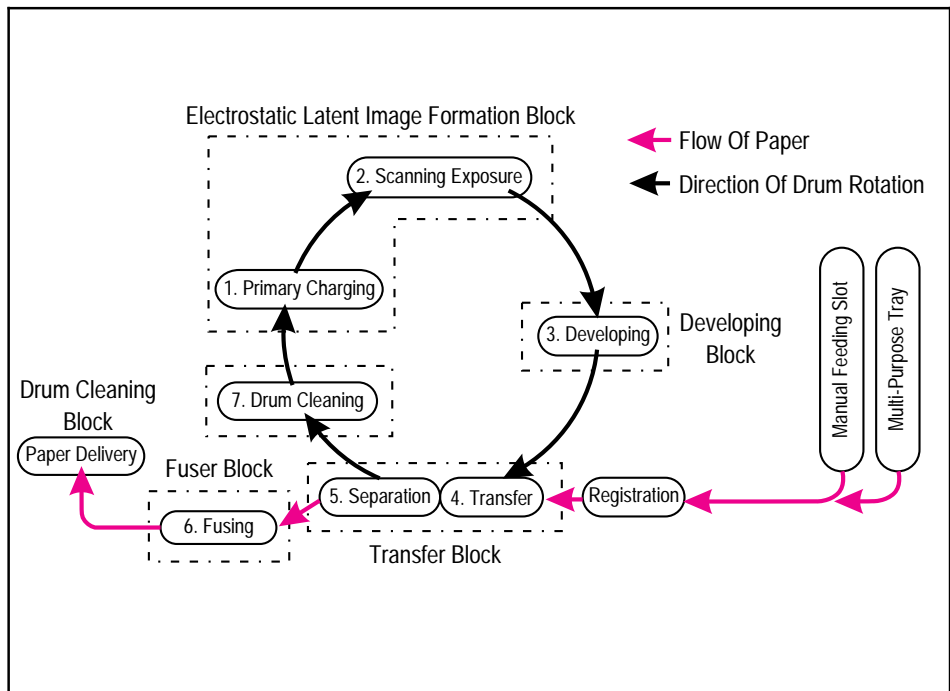 Electrostatic Latent Image Formation Block
Flow Of Paper
Direction Of Drum Rotation
2. Scanning Exposure
1. Primary Charging
3. Developing
Developing
Block
Manual Feeding Slot
Multi-Purpose Tray
7. Drum Cleaning
Drum Cleaning
Block
Paper Delivery
Fuser Block
5. Separation
4. Transfer
Registration
6. Fusing
Transfer Block